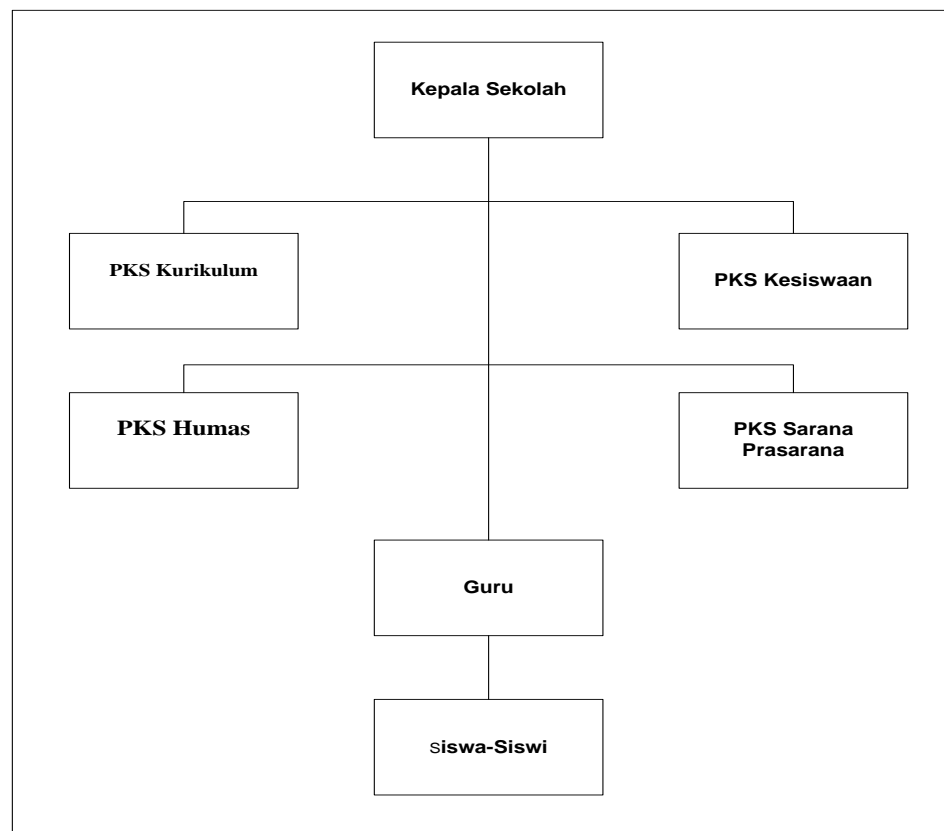 Kepala Sekolah
PKS Kurikulum
PKS Kesiswaan
PKS Humas
PKS Sarana
Prasarana
Guru
Siswa-Siswi